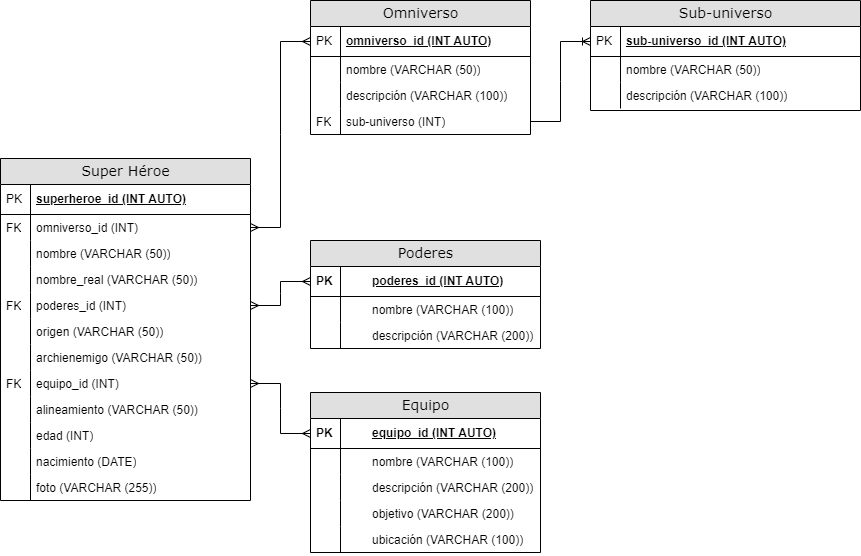 Omniverso
PK omniverso_id (INT AUTO)
nombre (VARCHAR (50))
descripción (VARCHAR (100))
FK sub-universo (INT)
Sub-universo
PK sub-universo_id (INT AUTO)
nombre (VARCHAR (50))
descripción (VARCHAR (100))
Super Héroe
PK superheroe_id (INT AUTO)
FK omniverso_id (INT)
nombre (VARCHAR (50))
nombre_real (VARCHAR (50))
FK poderes_id (INT)
origen (VARCHAR (50))
archienemigo (VARCHAR (50))
FK equipo_id (INT)
alineamiento (VARCHAR (50))
edad (INT)
nacimiento (DATE)
foto (VARCHAR (255))
Poderes
PK poderes_id (INT AUTO)
nombre (VARCHAR (100))
descripción (VARCHAR (200))
Equipo
PK equipo_id (INT AUTO)
nombre (VARCHAR (100))
descripción (VARCHAR (200))
objetivo (VARCHAR (200))
ubicación (VARCHAR (100))